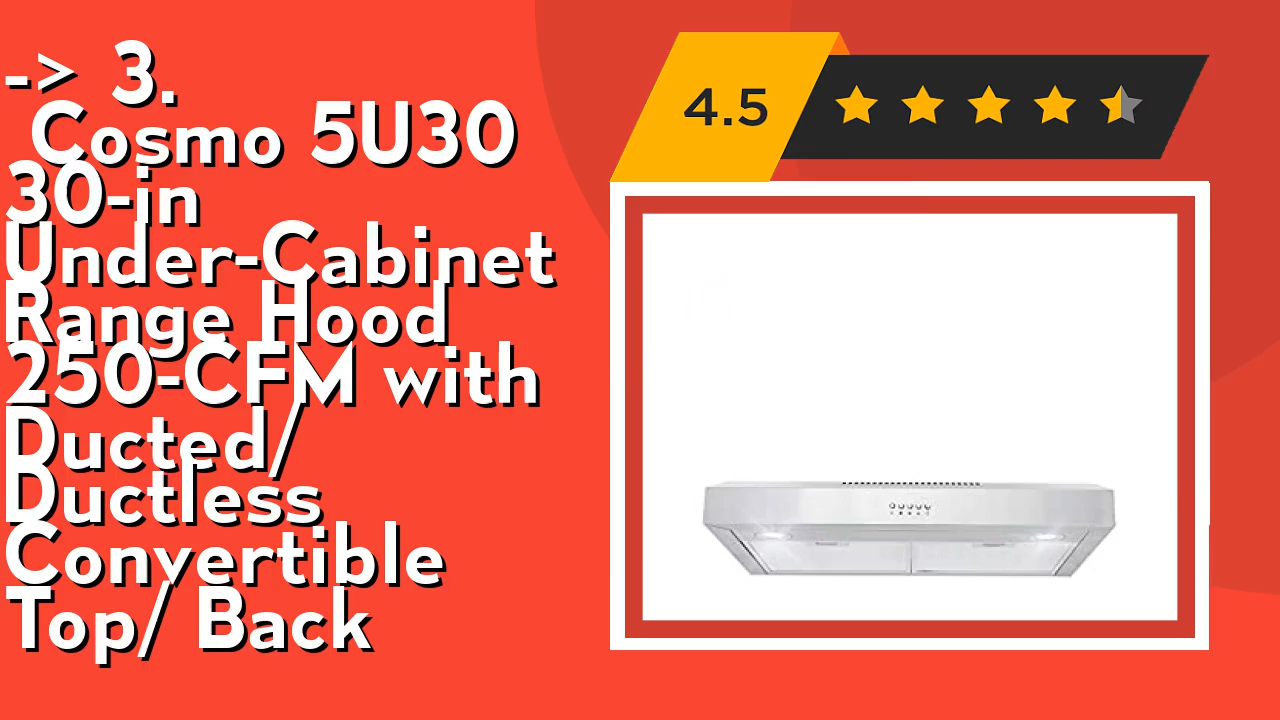 -> 3.
Cosmo 5U30
30-in
Under-Cabinet
Range Hood
250-CFM with
Ducted/
Ductless
Convertible
Top/ Back
4.5